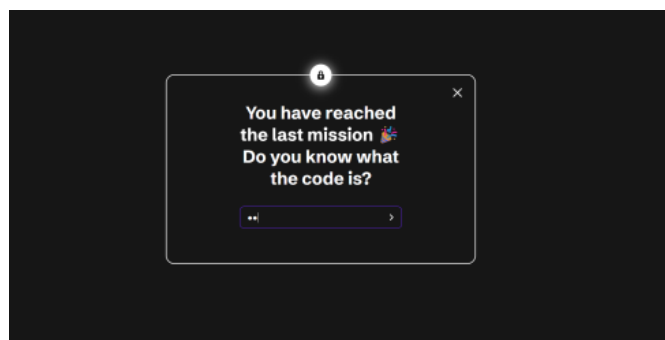 You have reached
the last mission 🎉
Do you know what
the code is?